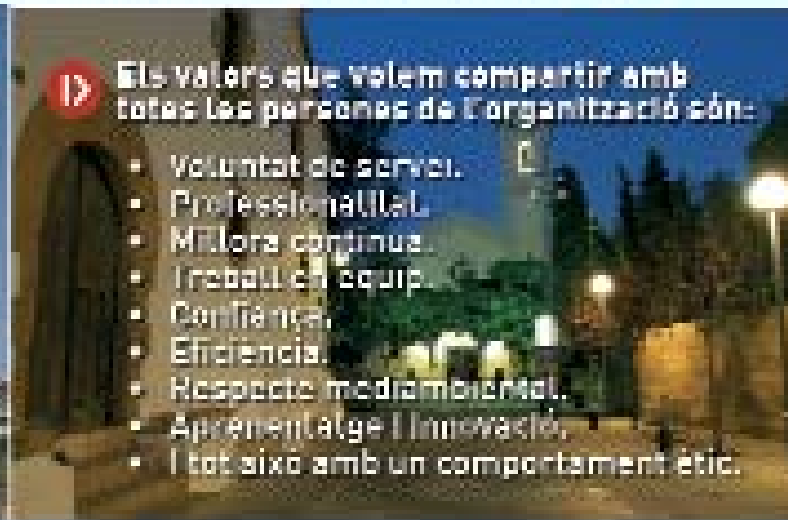 Els valors que volem compartir amb
totes les persones de l'organització són:
• Voluntat de servei.
• Professionalitat.
• Millora contínua.
• Treball en equip.
• Confiança.
• Eficiència.
• Respecte mediambiental.
• Aprenentatge i innovació.
• I tot això amb un comportament ètic.